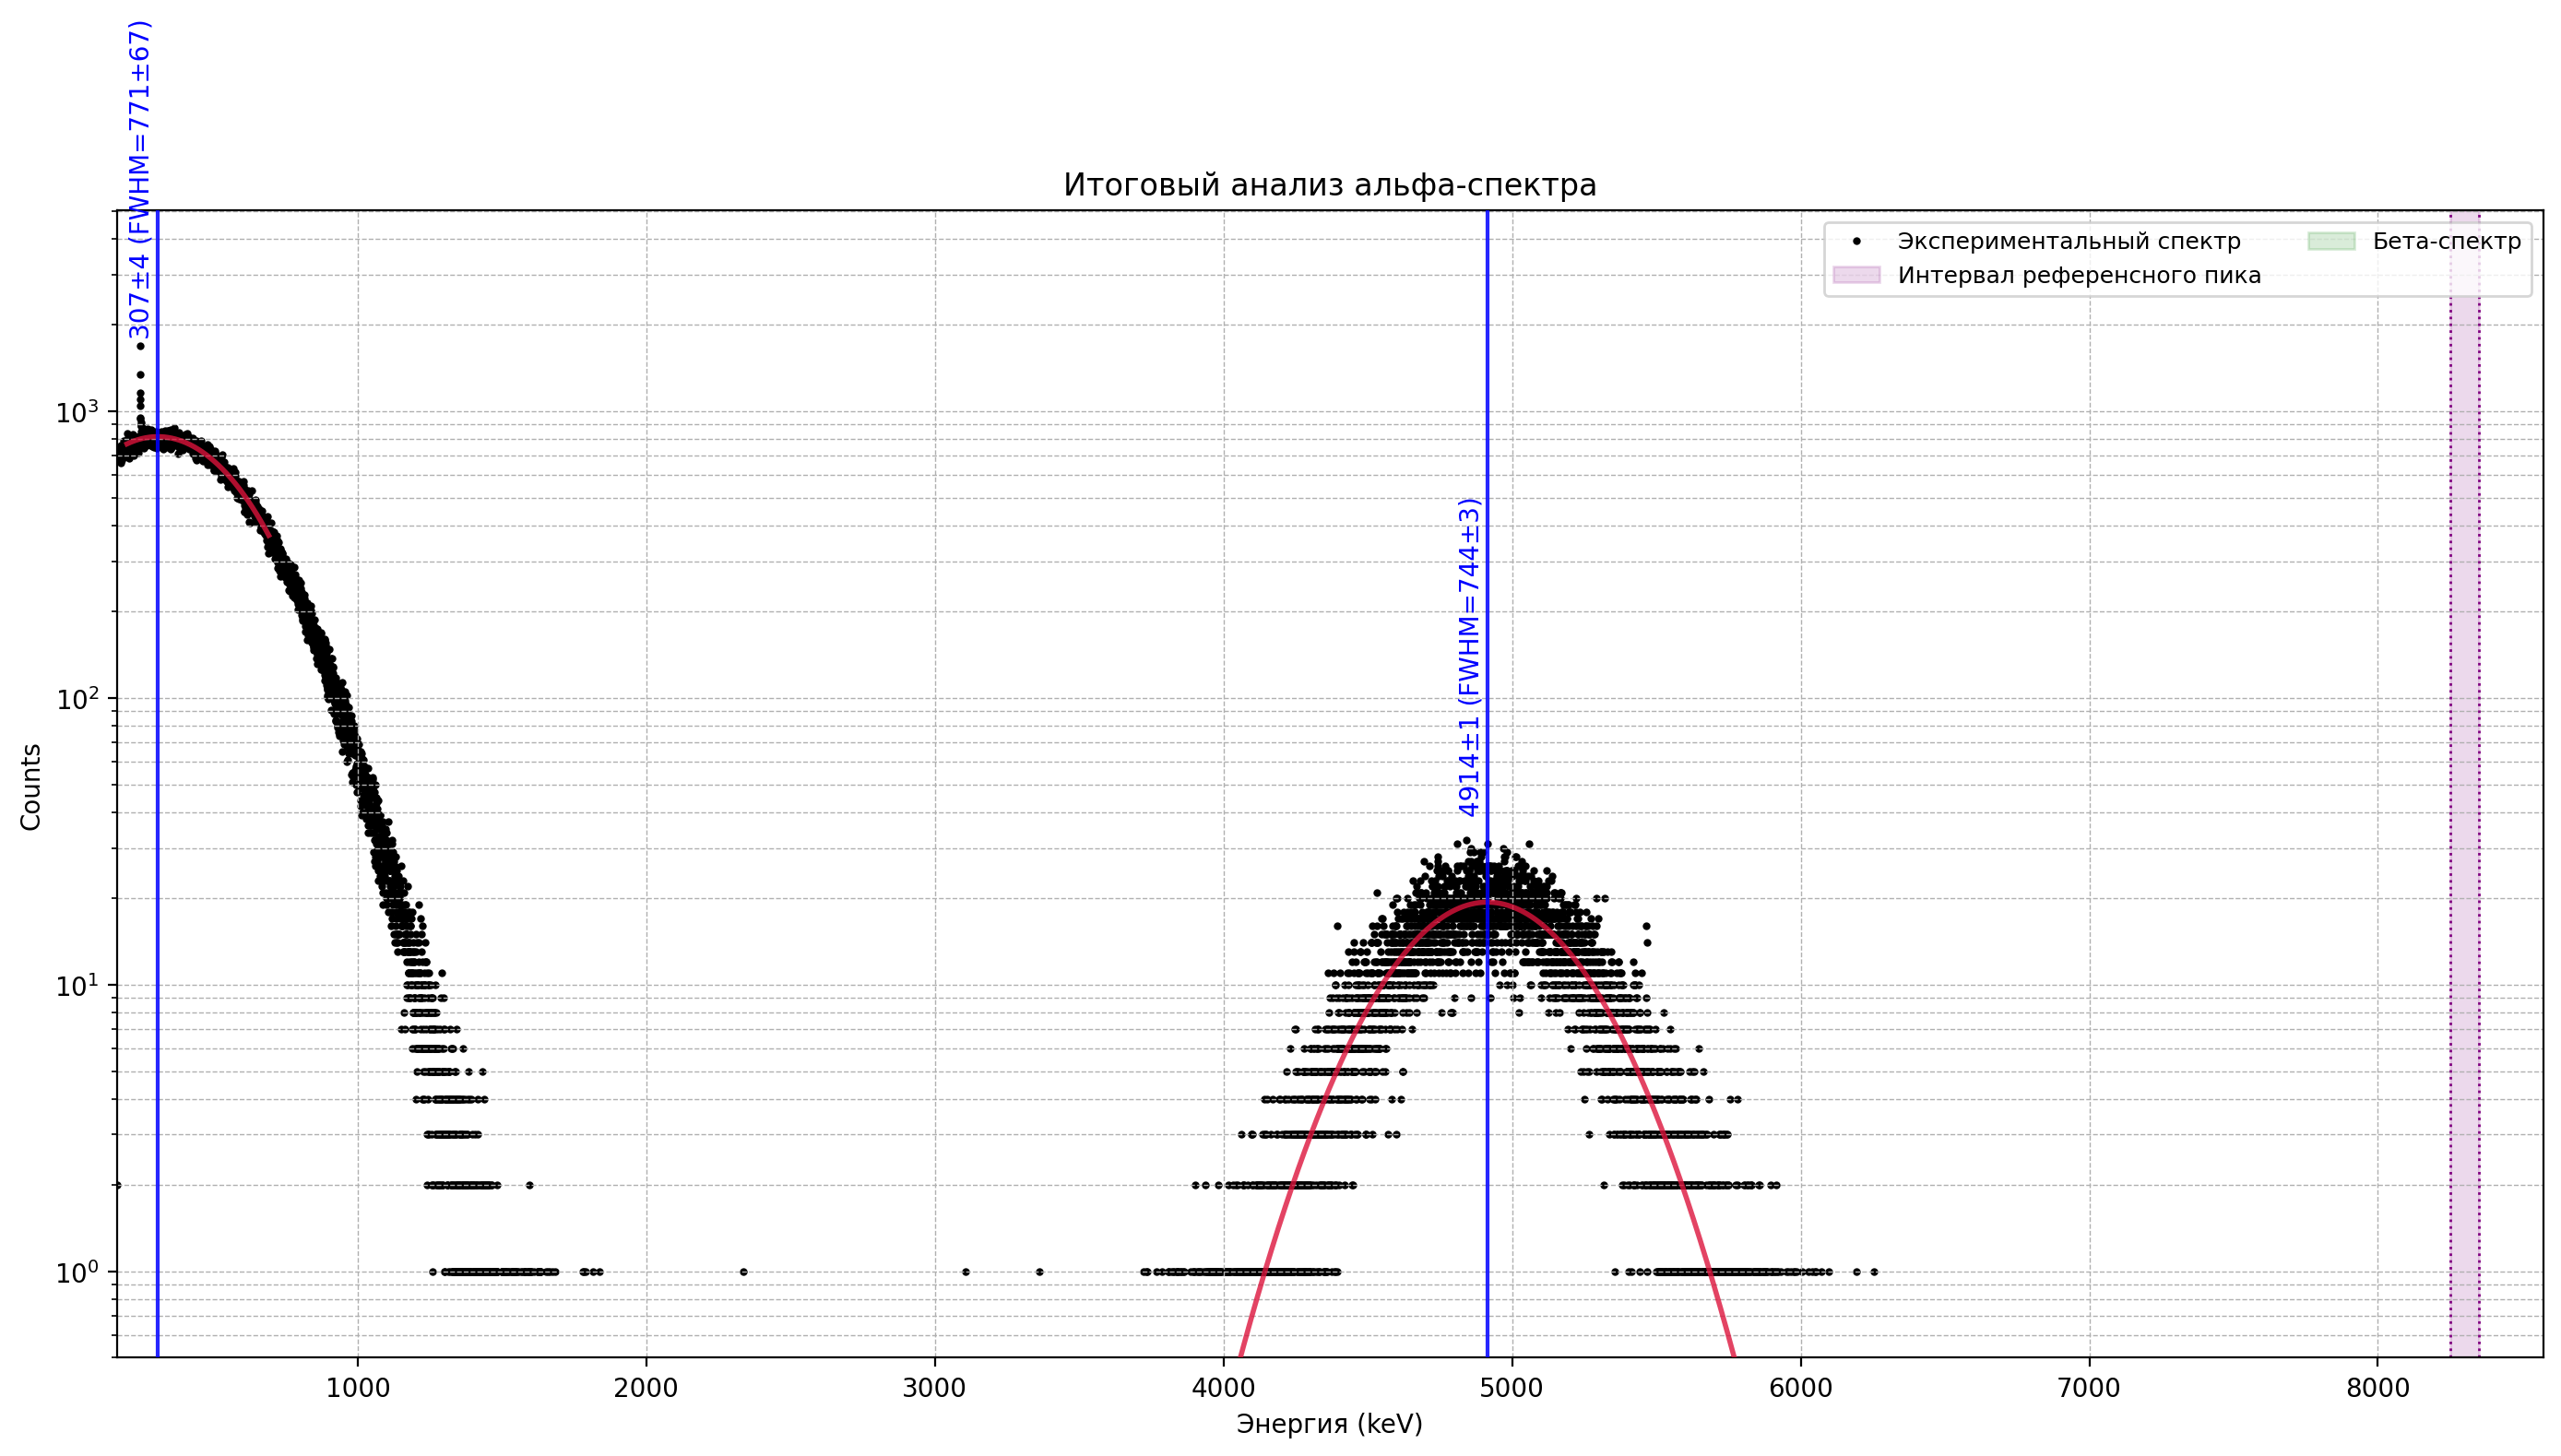 307±4 (FWHM=771±67)
Итоговый анализ альфа-спектра
Экспериментальный спектр
Интервал референсного пика
Бета-спектр
4914±1 (FWHM=744±3)
Counts
10³
10²
10¹
10⁰
1000 2000 3000 4000 5000 6000 7000 8000
Энергия (keV)